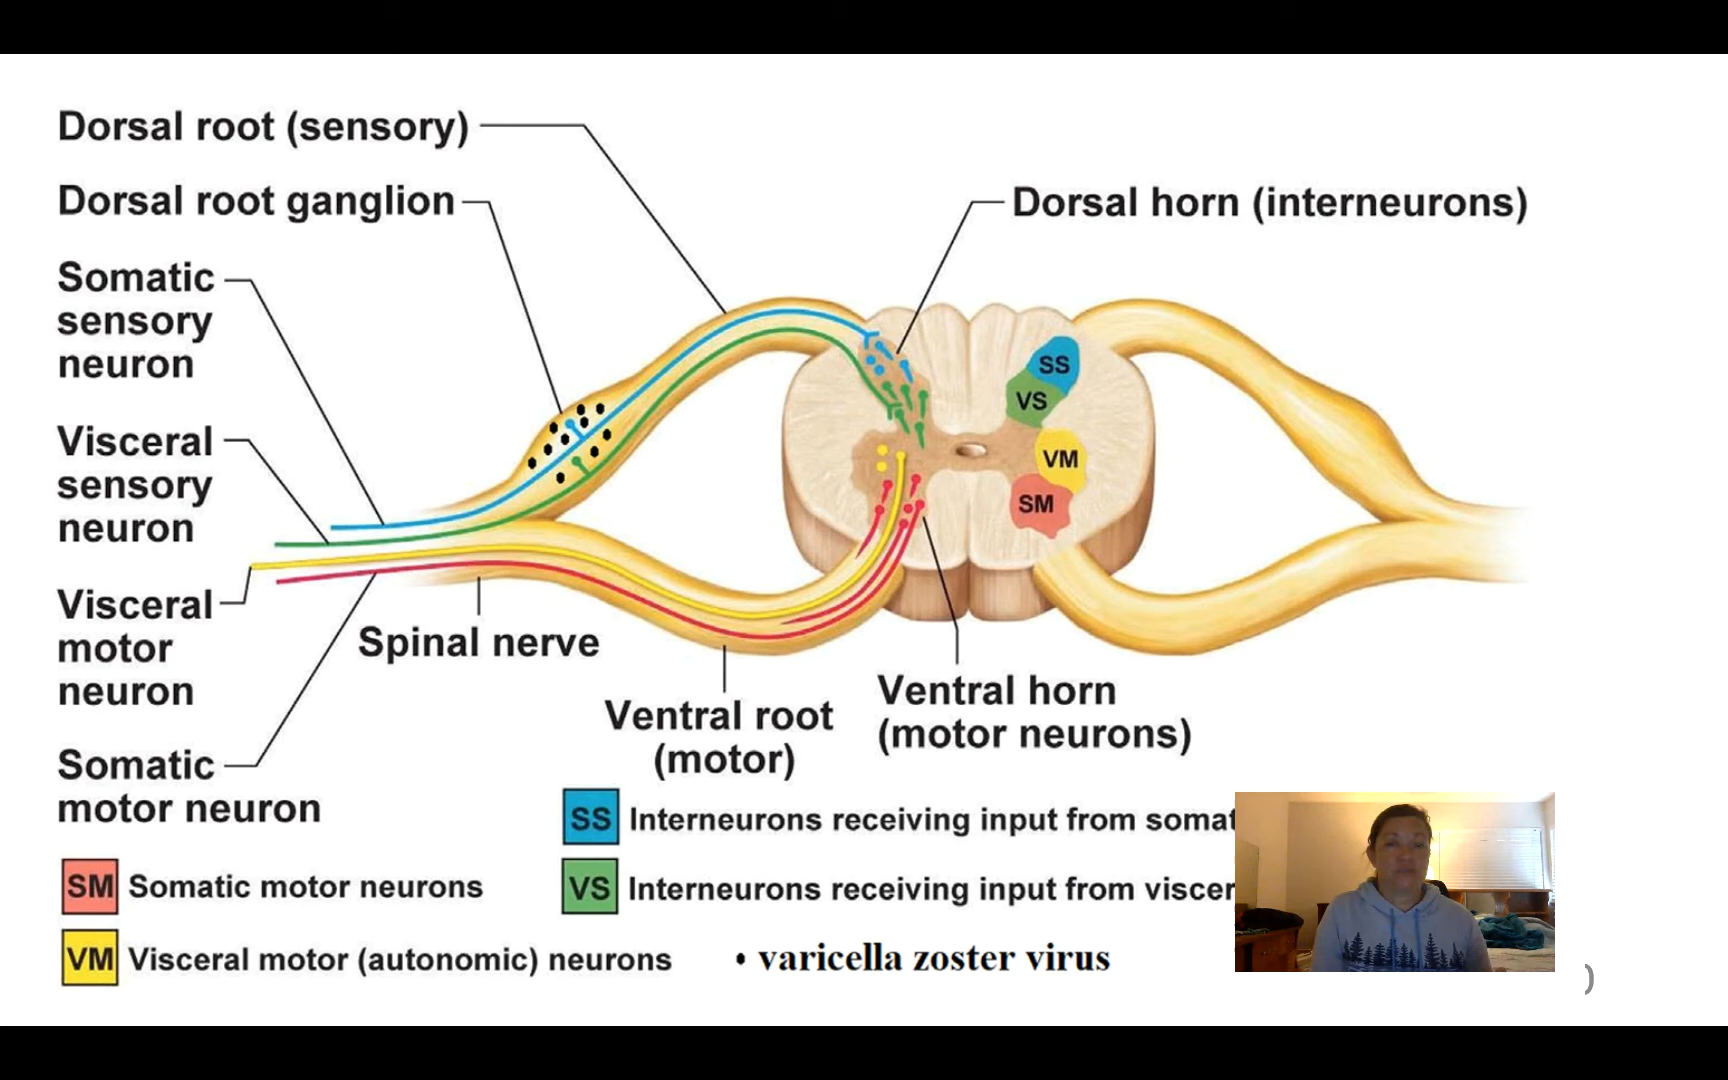 Dorsal root (sensory)
Dorsal root ganglion
Dorsal horn (interneurons)
Somatic
sensory
neuron
Visceral
sensory
neuron
Visceral
motor
neuron
Somatic
motor neuron
Spinal nerve
Ventral root
(motor)
Ventral horn
(motor neurons)
SS
VS
VM
SM
SS Interneurons receiving input from somat
SM Somatic motor neurons
VS Interneurons receiving input from viscer
VM Visceral motor (autonomic) neurons
• varicella zoster virus